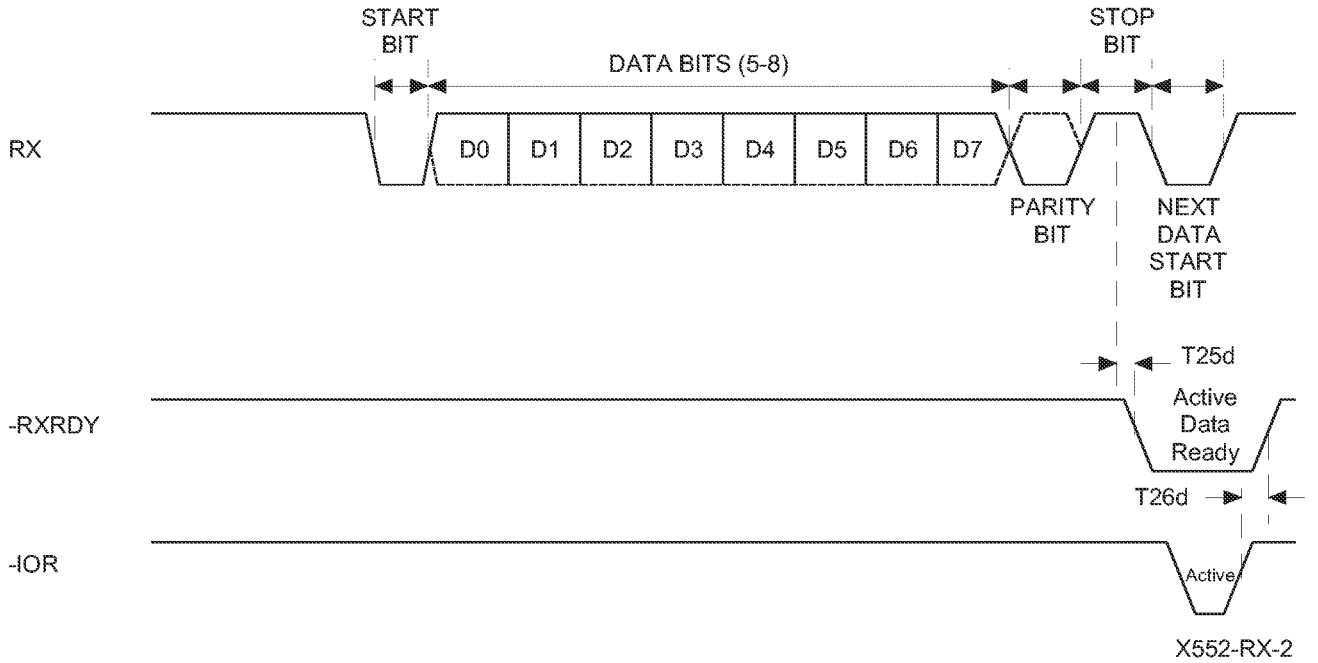 START
BIT
STOP
BIT
DATA BITS (5-8)
RX
D0 D1 D2 D3 D4 D5 D6 D7
PARITY
BIT
NEXT
DATA
START
BIT
T25d
-RXRDY
Active
Data
Ready
T26d
-IOR
Active
X552-RX-2